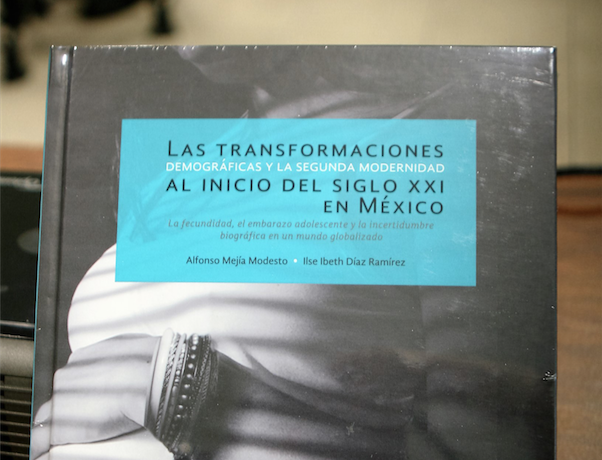 LAS TRANSFORMACIONES
DEMOGRÁFICAS Y LA SEGUNDA MODERNIDAD
AL INICIO DEL SIGLO XXI
EN MÉXICO
La fecundidad, el embarazo adolescente y la incertidumbre
biográfica en un mundo globalizado
Alfonso Mejía Modesto • Ilse Ibeth Díaz Ramírez